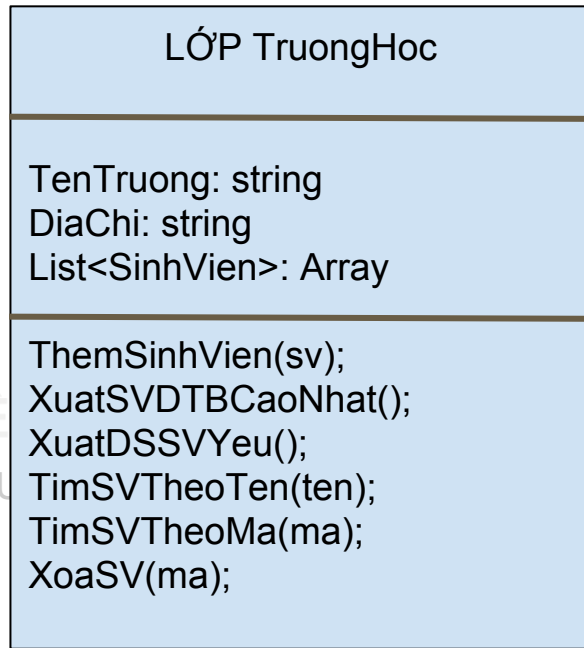 LỚP TruongHoc
TenTruong: string
DiaChi: string
List<SinhVien>: Array
ThemSinhVien(sv);
XuatSVDTBCaoNhat();
XuatDSSVYeu();
TimSVTheoTen(ten);
TimSVTheoMa(ma);
XoaSV(ma);